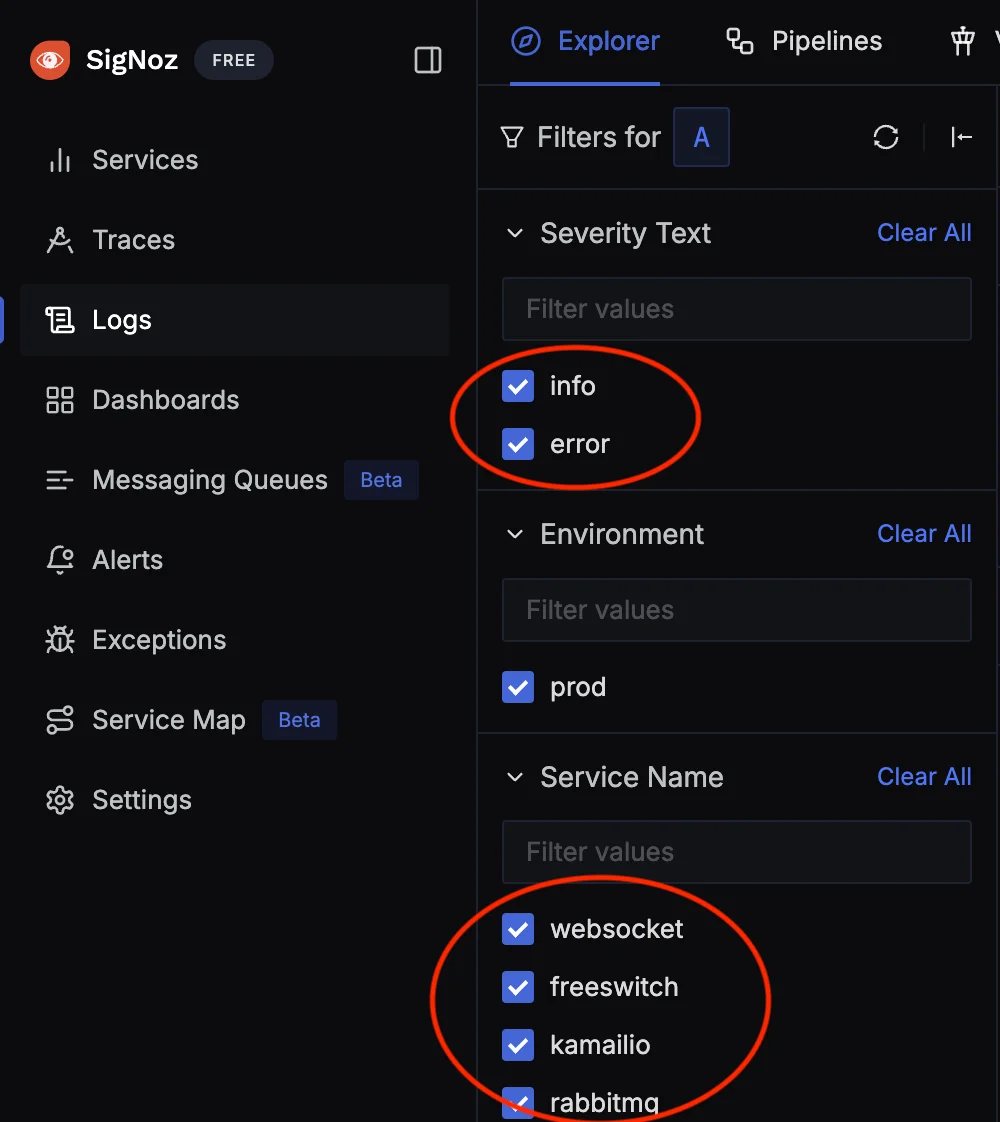 SigNoz FREE
Services
Traces
Logs
Dashboards
Messaging Queues Beta
Alerts
Exceptions
Service Map Beta
Settings
Explorer Pipelines
Filters for A
Severity Text Clear All
Filter values
info
error
Environment Clear All
Filter values
prod
Service Name Clear All
Filter values
websocket
freeswitch
kamailio
rabbitmq